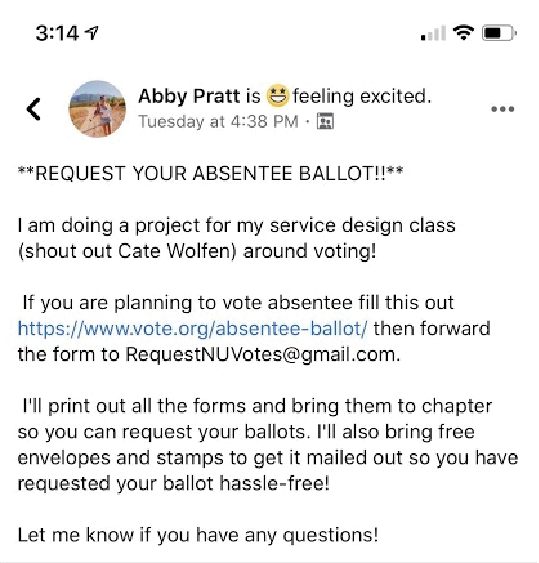 3:14
Abby Pratt is 🤩 feeling excited.
Tuesday at 4:38 PM ·
**REQUEST YOUR ABSENTEE BALLOT!!**
I am doing a project for my service design class
(shout out Cate Wolfen) around voting!
If you are planning to vote absentee fill this out
https://www.vote.org/absentee-ballot/ then forward
the form to RequestNUVotes@gmail.com.
I'll print out all the forms and bring them to chapter
so you can request your ballots. I'll also bring free
envelopes and stamps to get it mailed out so you have
requested your ballot hassle-free!
Let me know if you have any questions!